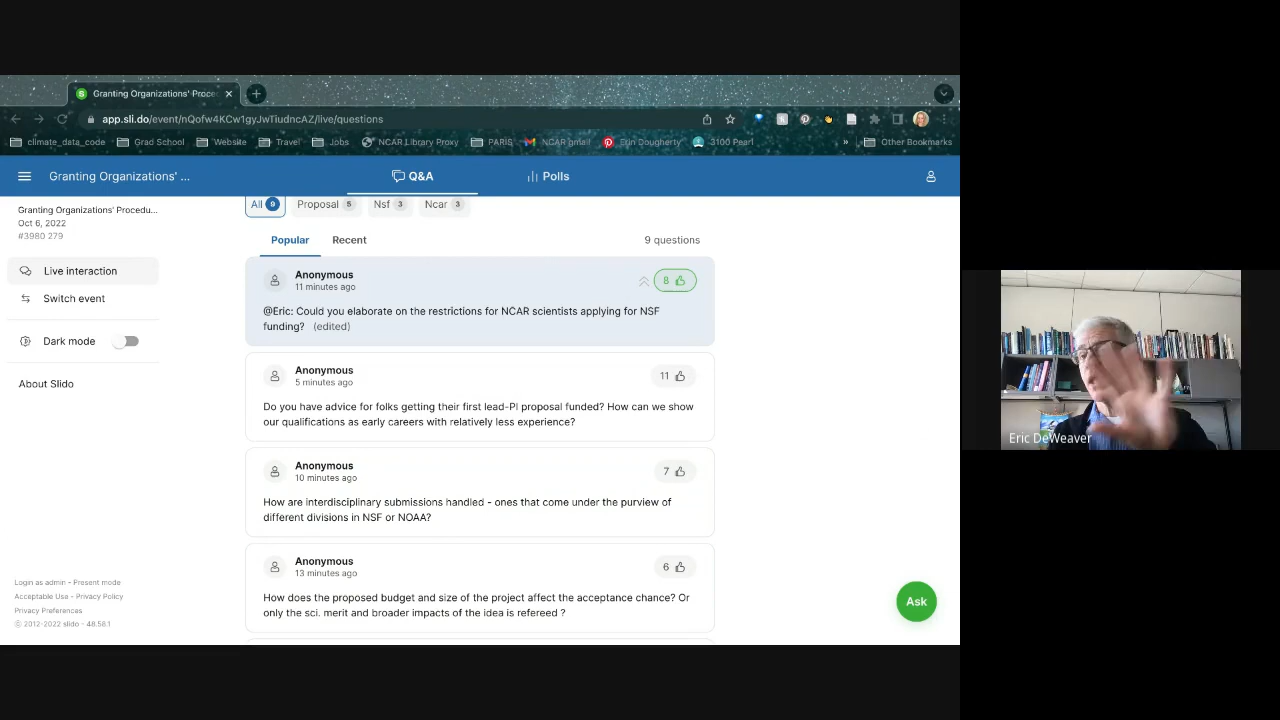 Granting Organizations' Proce
app.sli.do/event/nQofw4KCw1gyJwTiudncAZ/live/questions
climate_data_code Grad School Website Travel Jobs NCAR Library Proxy PARIS NCAR gmail Erin Dougherty 3100 Pearl » Other Bookmarks
Granting Organizations' ... Q&A Polls
Granting Organizations' Procedu...
Oct 6, 2022
#3980 279
Live interaction
Switch event
Dark mode
About Slido
Login as admin - Present mode
Acceptable Use - Privacy Policy
Privacy Preferences
© 2012-2022 slido - 48.58.1
All 9 Proposal 5 Nsf 3 Ncar 3
Popular Recent 9 questions
Anonymous
11 minutes ago
8
@Eric: Could you elaborate on the restrictions for NCAR scientists applying for NSF
funding? (edited)
Anonymous
5 minutes ago
11
Do you have advice for folks getting their first lead-PI proposal funded? How can we show
our qualifications as early careers with relatively less experience?
Anonymous
10 minutes ago
7
How are interdisciplinary submissions handled - ones that come under the purview of
different divisions in NSF or NOAA?
Anonymous
13 minutes ago
6
How does the proposed budget and size of the project affect the acceptance chance? Or
only the sci. merit and broader impacts of the idea is refereed ?
Ask
Eric DeWeaver